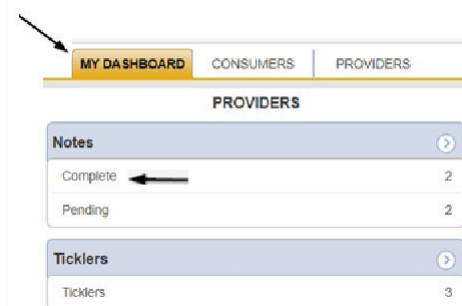 MY DASHBOARD CONSUMERS PROVIDERS
PROVIDERS
Notes
Complete 2
Pending 2
Ticklers
Ticklers 3